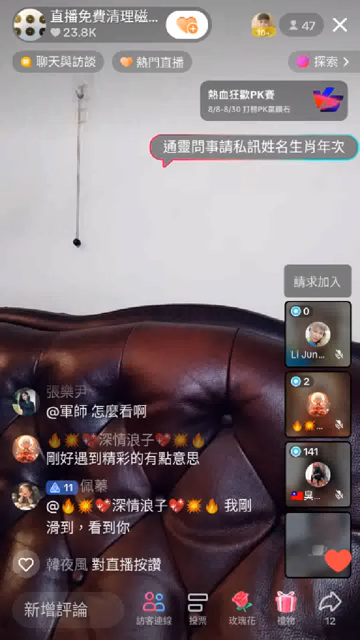 直播免費清理磁...
23.8K
47
聊天與訪談
熱門直播
探索
熱血狂歡PK賽
8/8-8/30 打榜PK贏鑽石
通靈問事請私訊姓名生肖年次
請求加入
0
Li Jun...
2
141
張樂尹
@軍師 怎麼看啊
🔥💥💖深情浪子💖💥🔥
剛好遇到精彩的有點意思
11 佩蓁
@🔥💥💖深情浪子💖💥🔥 我剛
滑到，看到你
韓夜風 對直播按讚
新增評論
訪客連線
投票
玫瑰花
禮物
12